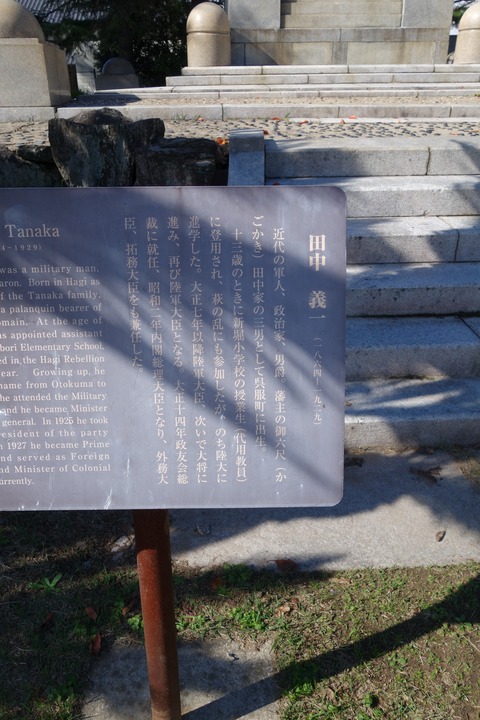 田中　義一（一八六四ー一九二九）
近代の軍人、政治家、男爵。藩主の御六尺（か
ごかき）田中家の三男として呉服町に出生。
十三歳のときに新堀小学校の授業生（代用教員）
に登用され、萩の乱にも参加したが、のち陸大に
進学した。大正七年以降陸軍大臣、次いで大将に
進み、再び陸軍大臣となる。大正十四年政友会総
裁に就任、昭和二年内閣総理大臣となり、外務大
臣、拓務大臣をも兼任した。
Tanaka
4-1929)
was a military man,
aron. Born in Hagi as
f the Tanaka family,
a palanquin bearer of
omain. At the age of
as appointed assistant
bori Elementary School,
ed in the Hagi Rebellion
ear. Growing up, he
name from Otokuma to
he attended the Military
and he became Minister
general. In 1925 he took
resident of the party
n 1927 he became Prime
nd served as Foreign
nd Minister of Colonial
urrently.